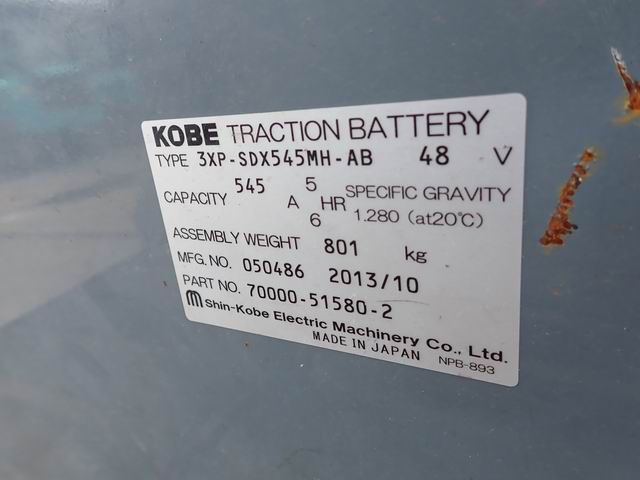 KOBE TRACTION BATTERY
TYPE 3XP-SDX545MH-AB 48 V
CAPACITY 545 A 5 HR SPECIFIC GRAVITY
6 1.280 (at20℃)
ASSEMBLY WEIGHT 801 kg
MFG. NO. 050486 2013/10
PART NO. 70000-51580-2
Shin-Kobe Electric Machinery Co., Ltd.
MADE IN JAPAN NPB-893